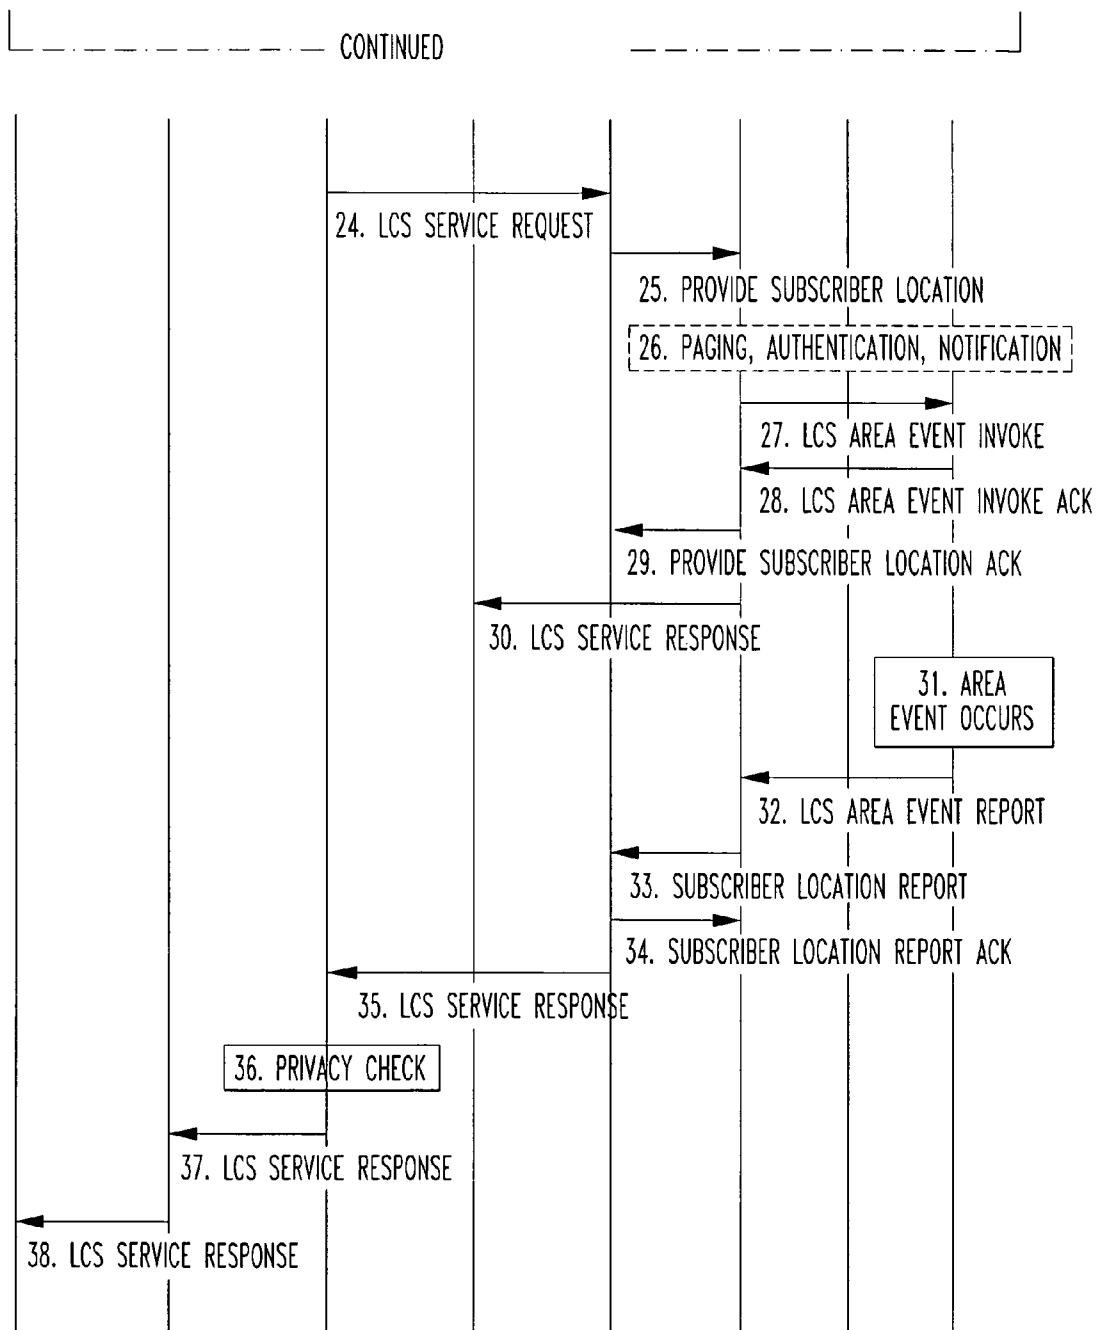 CONTINUED
24. LCS SERVICE REQUEST
25. PROVIDE SUBSCRIBER LOCATION
26. PAGING, AUTHENTICATION, NOTIFICATION
27. LCS AREA EVENT INVOKE
28. LCS AREA EVENT INVOKE ACK
29. PROVIDE SUBSCRIBER LOCATION ACK
30. LCS SERVICE RESPONSE
31. AREA
EVENT OCCURS
32. LCS AREA EVENT REPORT
33. SUBSCRIBER LOCATION REPORT
34. SUBSCRIBER LOCATION REPORT ACK
35. LCS SERVICE RESPONSE
36. PRIVACY CHECK
37. LCS SERVICE RESPONSE
38. LCS SERVICE RESPONSE